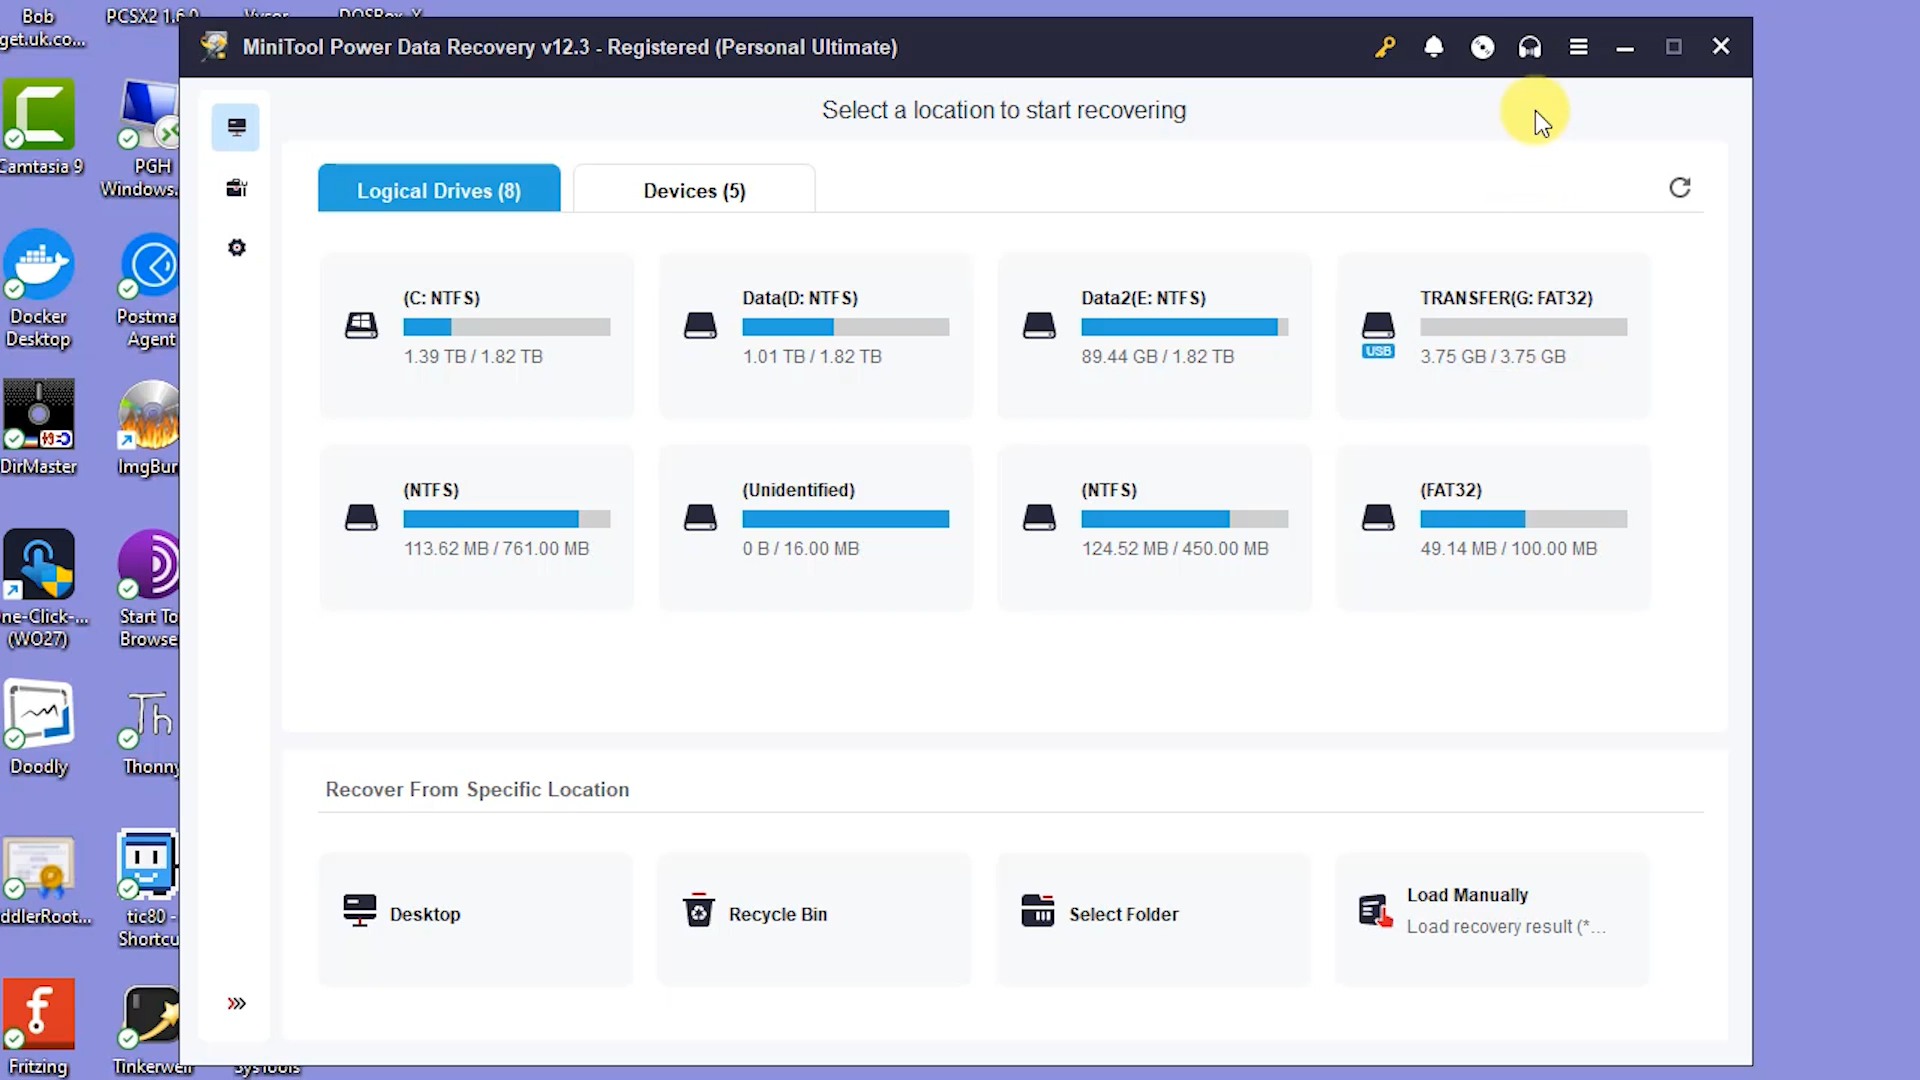 Bob
get.uk.co...
PCSX2 1.6.0
Vysor
DOSBox-X
MiniTool Power Data Recovery v12.3 - Registered (Personal Ultimate)
Select a location to start recovering
Logical Drives (8)
Devices (5)
(C: NTFS)
1.39 TB / 1.82 TB
Data(D: NTFS)
1.01 TB / 1.82 TB
Data2(E: NTFS)
89.44 GB / 1.82 TB
TRANSFER(G: FAT32)
USB
3.75 GB / 3.75 GB
(NTFS)
113.62 MB / 761.00 MB
(Unidentified)
0 B / 16.00 MB
(NTFS)
124.52 MB / 450.00 MB
(FAT32)
49.14 MB / 100.00 MB
Recover From Specific Location
Desktop
Recycle Bin
Select Folder
Load Manually
Load recovery result (*...
Camtasia 9
PGH
Windows.
Docker
Desktop
Postma
Agent
DirMaster
ImgBur
ne-Click-...
(WO27)
Start To
Browse
Doodly
Thonny
ddlerRoot...
tic80 -
Shortcu
Fritzing
Tinkerwell
SysTools